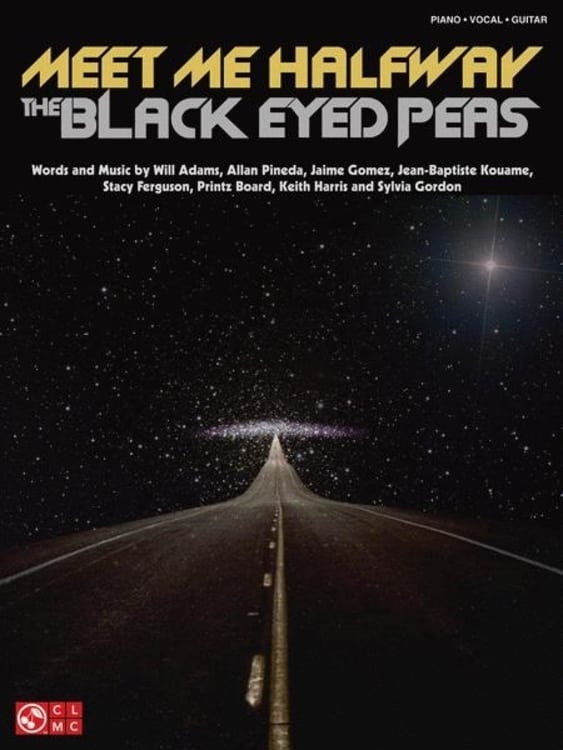 PIANO • VOCAL • GUITAR
MEET ME HALFWAY
THE BLACK EYED PEAS
Words and Music by Will Adams, Allan Pineda, Jaime Gomez, Jean-Baptiste Kouame,
Stacy Ferguson, Printz Board, Keith Harris and Sylvia Gordon
C L
M C